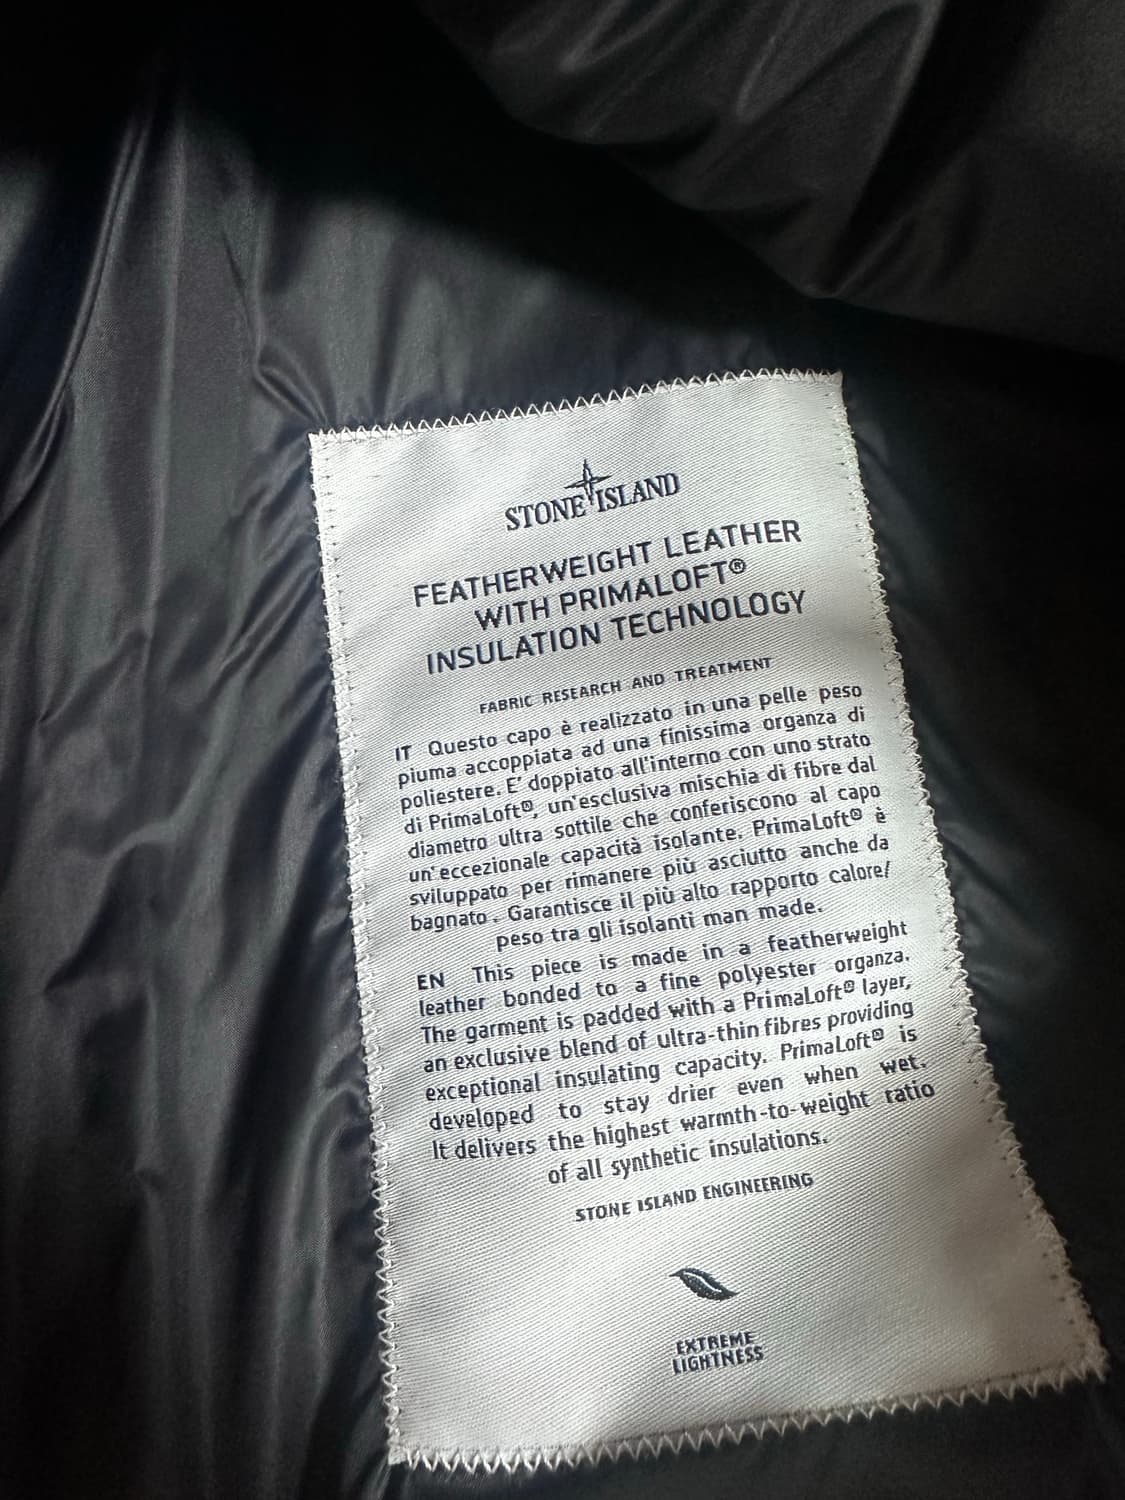 STONE ISLAND
FEATHERWEIGHT LEATHER
WITH PRIMALOFT®
INSULATION TECHNOLOGY
FABRIC RESEARCH AND TREATMENT
IT Questo capo è realizzato in una pelle peso
piuma accoppiata ad una finissima organza di
poliestere. E' doppiato all'interno con uno strato
di PrimaLoft®, un'esclusiva mischia di fibre dal
diametro ultra sottile che conferiscono al capo
un'eccezionale capacità isolante. PrimaLoft® è
sviluppato per rimanere più asciutto anche da
bagnato. Garantisce il più alto rapporto calore/
peso tra gli isolanti man made.
EN This piece is made in a featherweight
leather bonded to a fine polyester organza.
The garment is padded with a PrimaLoft® layer,
an exclusive blend of ultra-thin fibres providing
exceptional insulating capacity. PrimaLoft® is
developed to stay drier even when wet.
It delivers the highest warmth-to-weight ratio
of all synthetic insulations.
STONE ISLAND ENGINEERING
EXTREME
LIGHTNESS